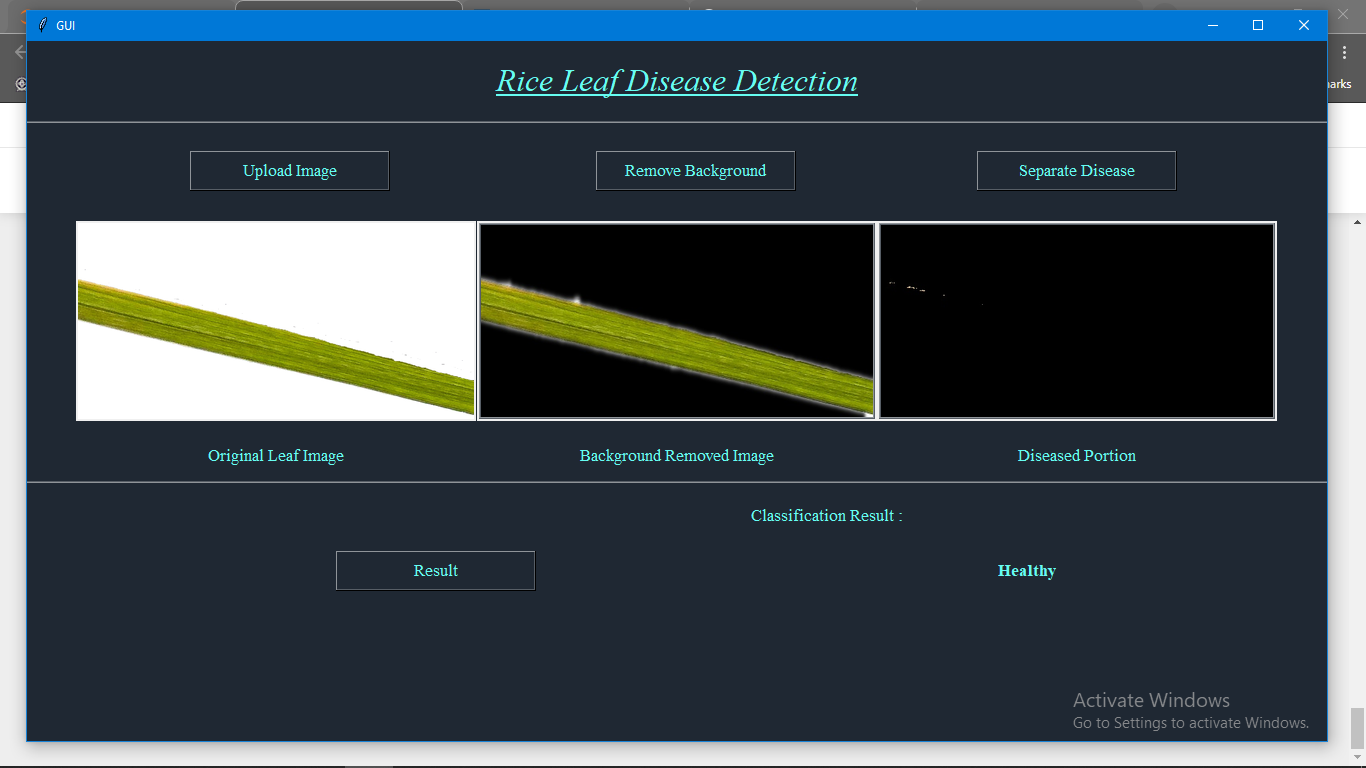 GUI
arks
Rice Leaf Disease Detection
Upload Image
Remove Background
Separate Disease
Original Leaf Image
Background Removed Image
Diseased Portion
Classification Result :
Result
Healthy
Activate Windows
Go to Settings to activate Windows.